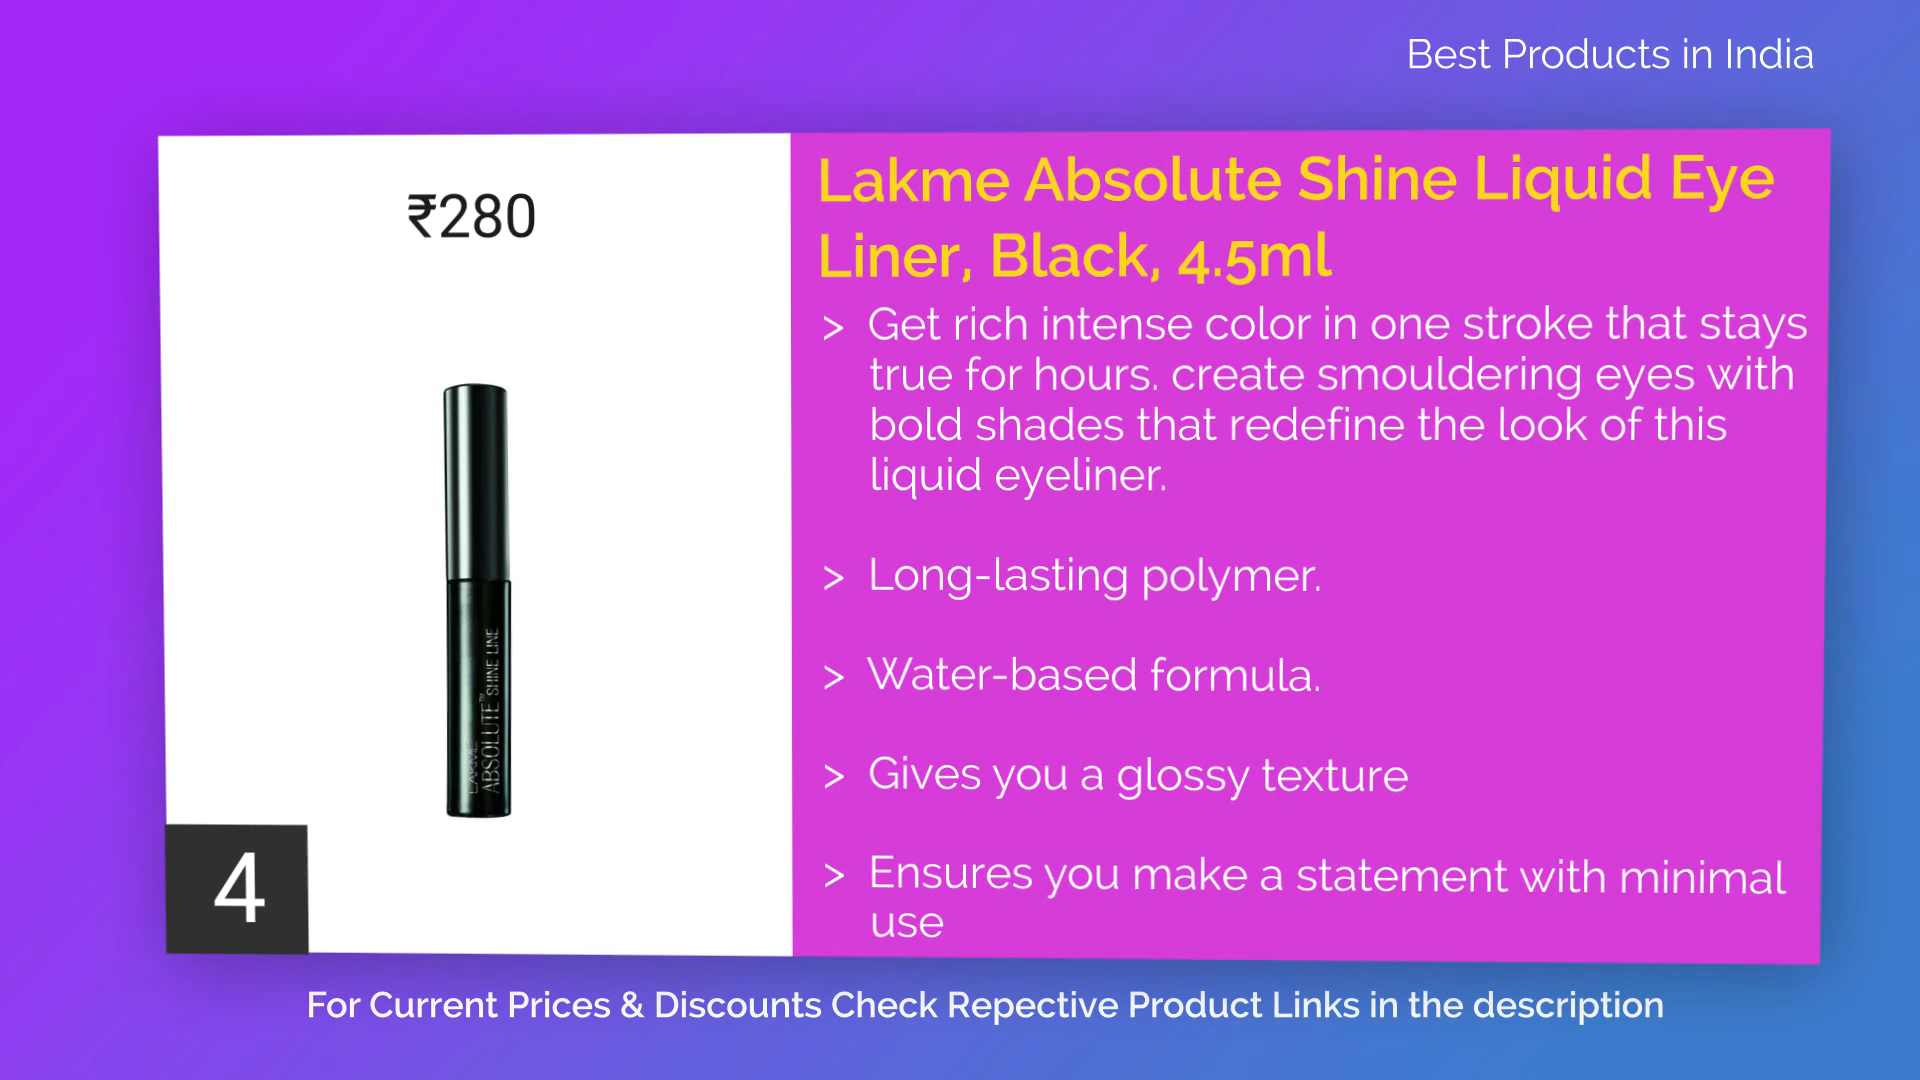 Best Products in India
₹280
Lakme Absolute Shine Liquid Eye
Liner, Black, 4.5ml
> Get rich intense color in one stroke that stays
true for hours. create smouldering eyes with
bold shades that redefine the look of this
liquid eyeliner.
> Long-lasting polymer.
> Water-based formula.
> Gives you a glossy texture
> Ensures you make a statement with minimal
use
LAKMÉ
ABSOLUTE™ SHINE LINE
4
For Current Prices & Discounts Check Repective Product Links in the description